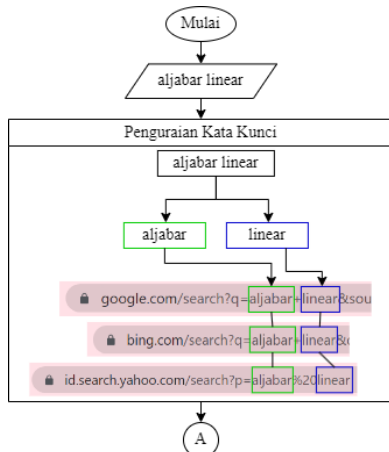 Mulai
aljabar linear
Penguraian Kata Kunci
aljabar linear
aljabar
linear
google.com/search?q=aljabar+linear&sou
bing.com/search?q=aljabar+linear&
id.search.yahoo.com/search?p=aljabar%20linear
A